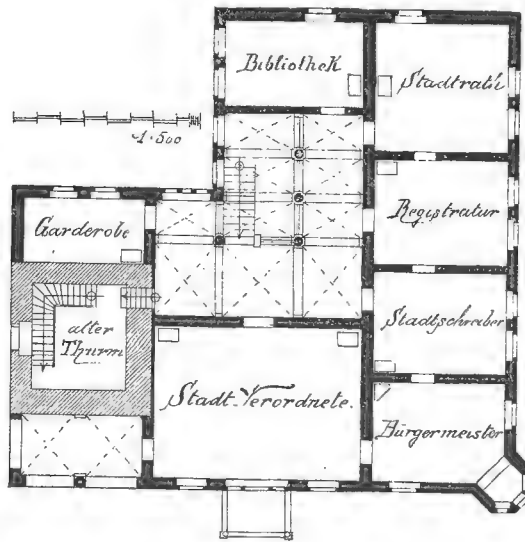 Bibliothek
Stadtrath
1:500
Registratur
Garderobe
alter
Thurm
Stadtschreiber
Stadt-Verordnete.
Bürgermeister